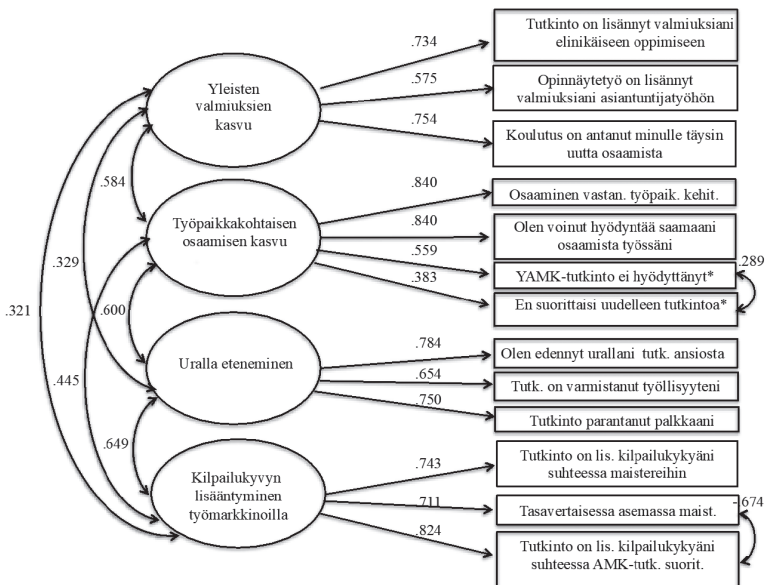 .734
Tutkinto on lisännyt valmiuksiani
elinikäiseen oppimiseen
Yleisten
valmiuksien
kasvu
.575
Opinnäytetyö on lisännyt
valmiuksiani asiantuntijatyöhön
.754
Koulutus on antanut minulle täysin
uutta osaamista
.584
Työpaikkakohtaisen
osaamisen kasvu
.840
Osaaminen vastan. työpaik. kehit.
.840
Olen voinut hyödyntää saamaani
osaamista työssäni
.559
YAMK-tutkinto ei hyödyttänyt*
.289
.383
En suorittaisi uudelleen tutkintoa*
.329
.321
.600
Uralla eteneminen
.784
Olen edennyt urallani tutk. ansiosta
.654
Tutk. on varmistanut työllisyyteni
.750
Tutkinto parantanut palkkaani
.445
.649
Kilpailukyvyn
lisääntyminen
työmarkkinoilla
.743
Tutkinto on lis. kilpailukykyäni
suhteessa maistereihin
.711
Tasavertaisessa asemassa maist.
-.674
.824
Tutkinto on lis. kilpailukykyäni
suhteessa AMK-tutk. suorit.